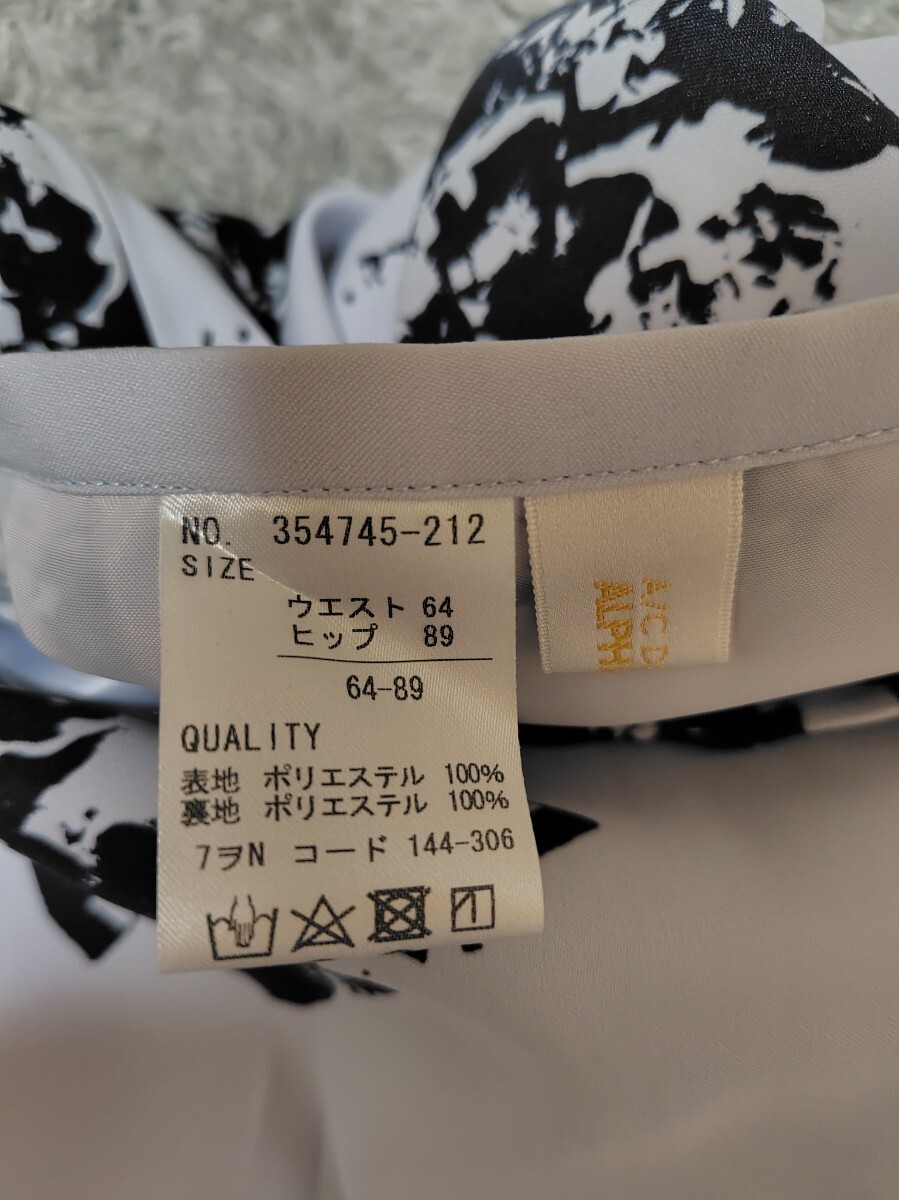 NO. 354745-212
SIZE
ウエスト 64
ヒップ 89
64-89
QUALITY
表地 ポリエステル 100%
裏地 ポリエステル 100%
7ヲN コード 144-306
A/C